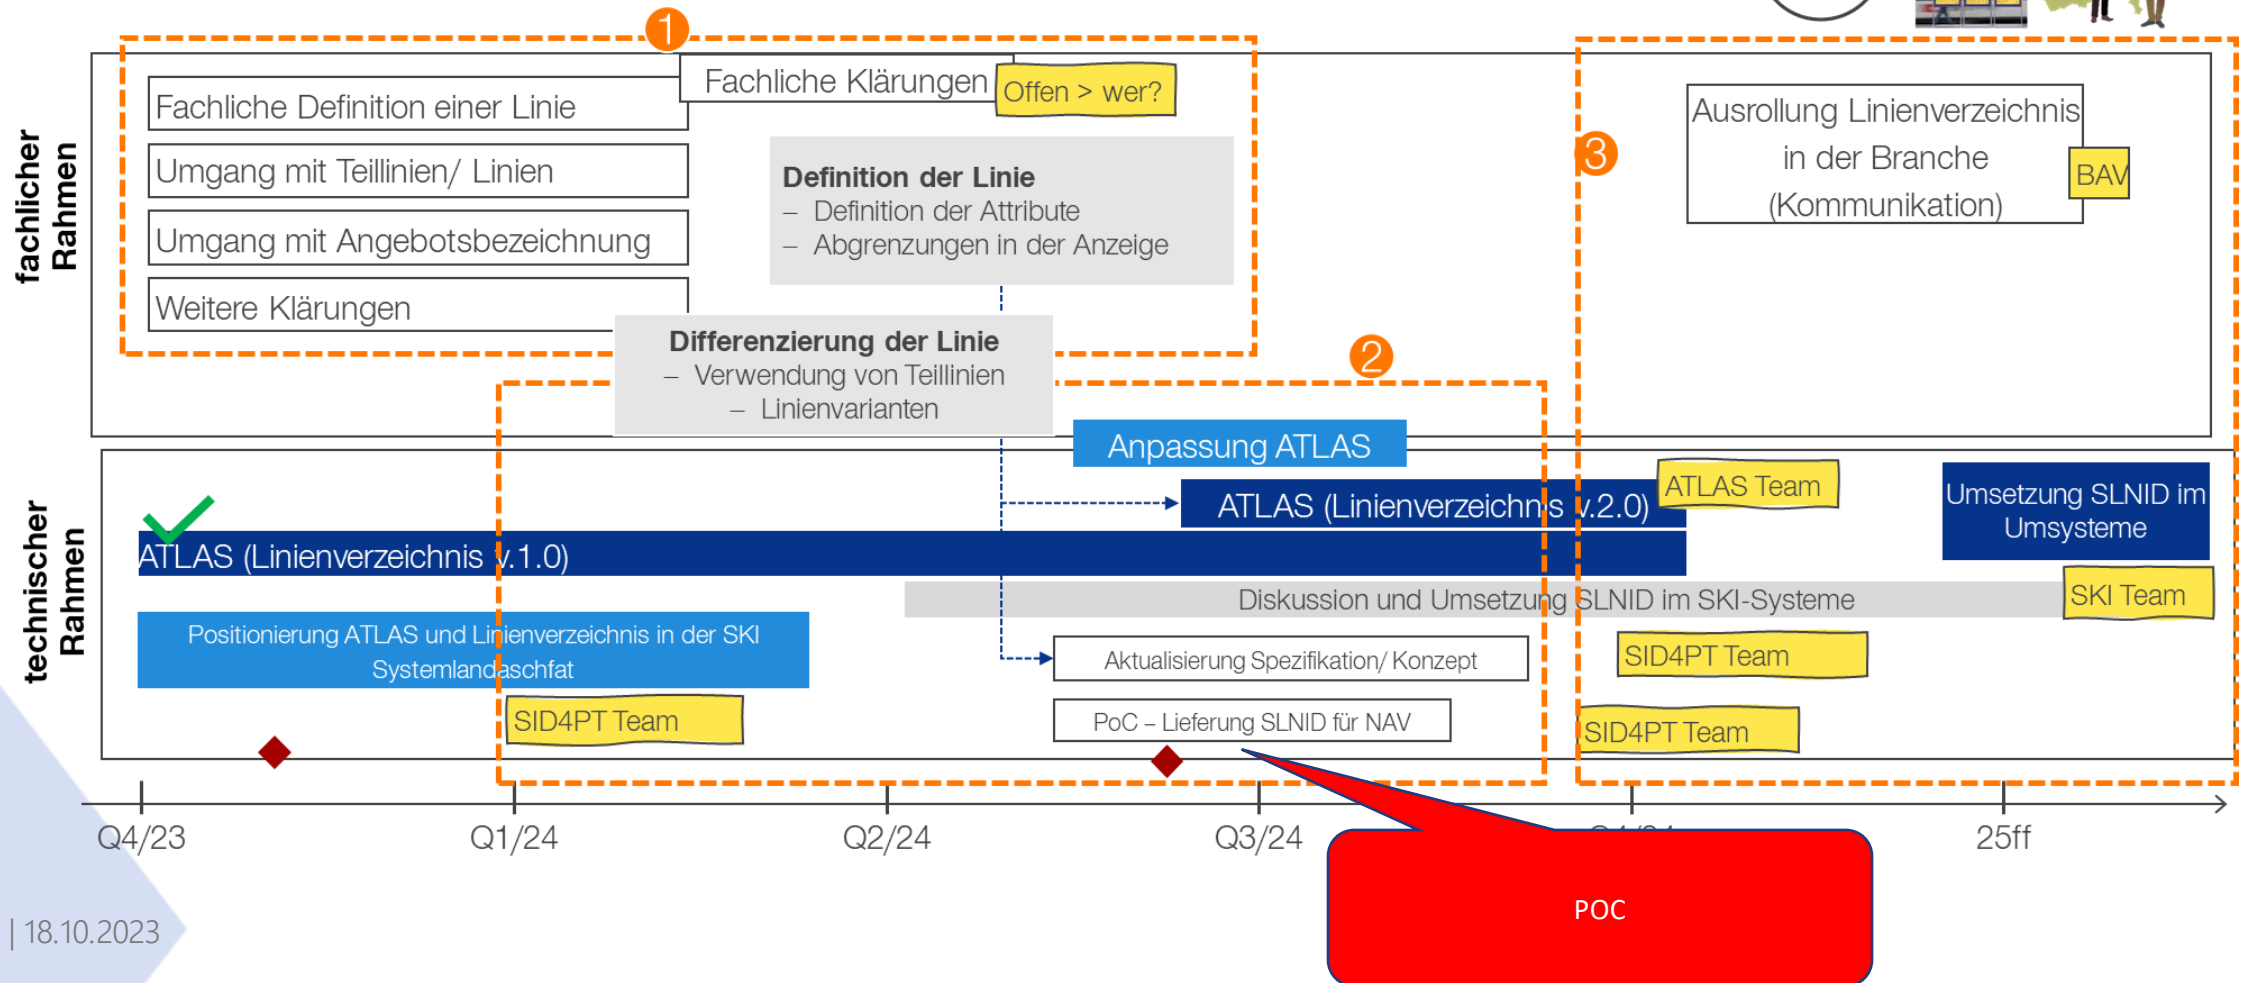 1
Fachliche Klärungen
Offen > wer?
fachlicher
Rahmen
Fachliche Definition einer Linie
Umgang mit Teillinien/ Linien
Umgang mit Angebotsbezeichnung
Weitere Klärungen
Definition der Linie
– Definition der Attribute
– Abgrenzungen in der Anzeige
Differenzierung der Linie
– Verwendung von Teillinien
– Linienvarianten
2
3
Ausrollung Linienverzeichnis
in der Branche
(Kommunikation)
BAV
technischer
Rahmen
Anpassung ATLAS
ATLAS (Linienverzeichnis v.2.0)
ATLAS Team
Umsetzung SLNID im
Umsysteme
ATLAS (Linienverzeichnis v.1.0)
Diskussion und Umsetzung SLNID im SKI-Systeme
SKI Team
Positionierung ATLAS und Linienverzeichnis in der SKI
Systemlandaschfat
Aktualisierung Spezifikation/ Konzept
SID4PT Team
SID4PT Team
PoC – Lieferung SLNID für NAV
SID4PT Team
Q4/23
Q1/24
Q2/24
Q3/24
25ff
POC
| 18.10.2023